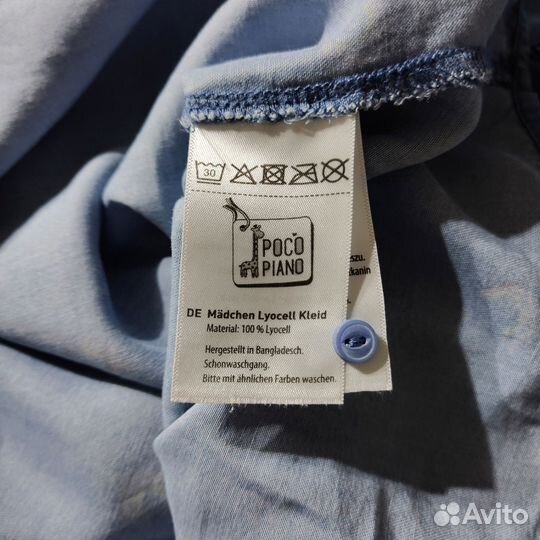 30
POCO
PIANO
DE Mädchen Lyocell Kleid
Material: 100 % Lyocell
Hergestellt in Bangladesch.
Schonwaschgang.
Bitte mit ähnlichen Farben waschen.
Avito